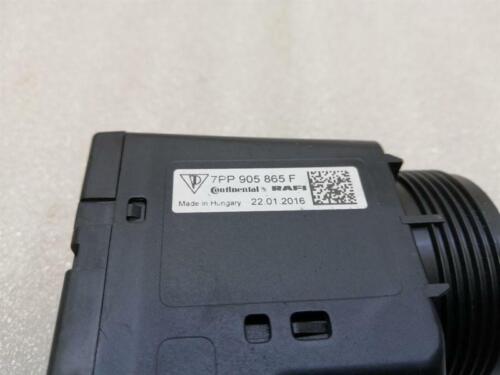 7PP 905 865 F
Continental RAFI
Made in Hungary 22.01.2016